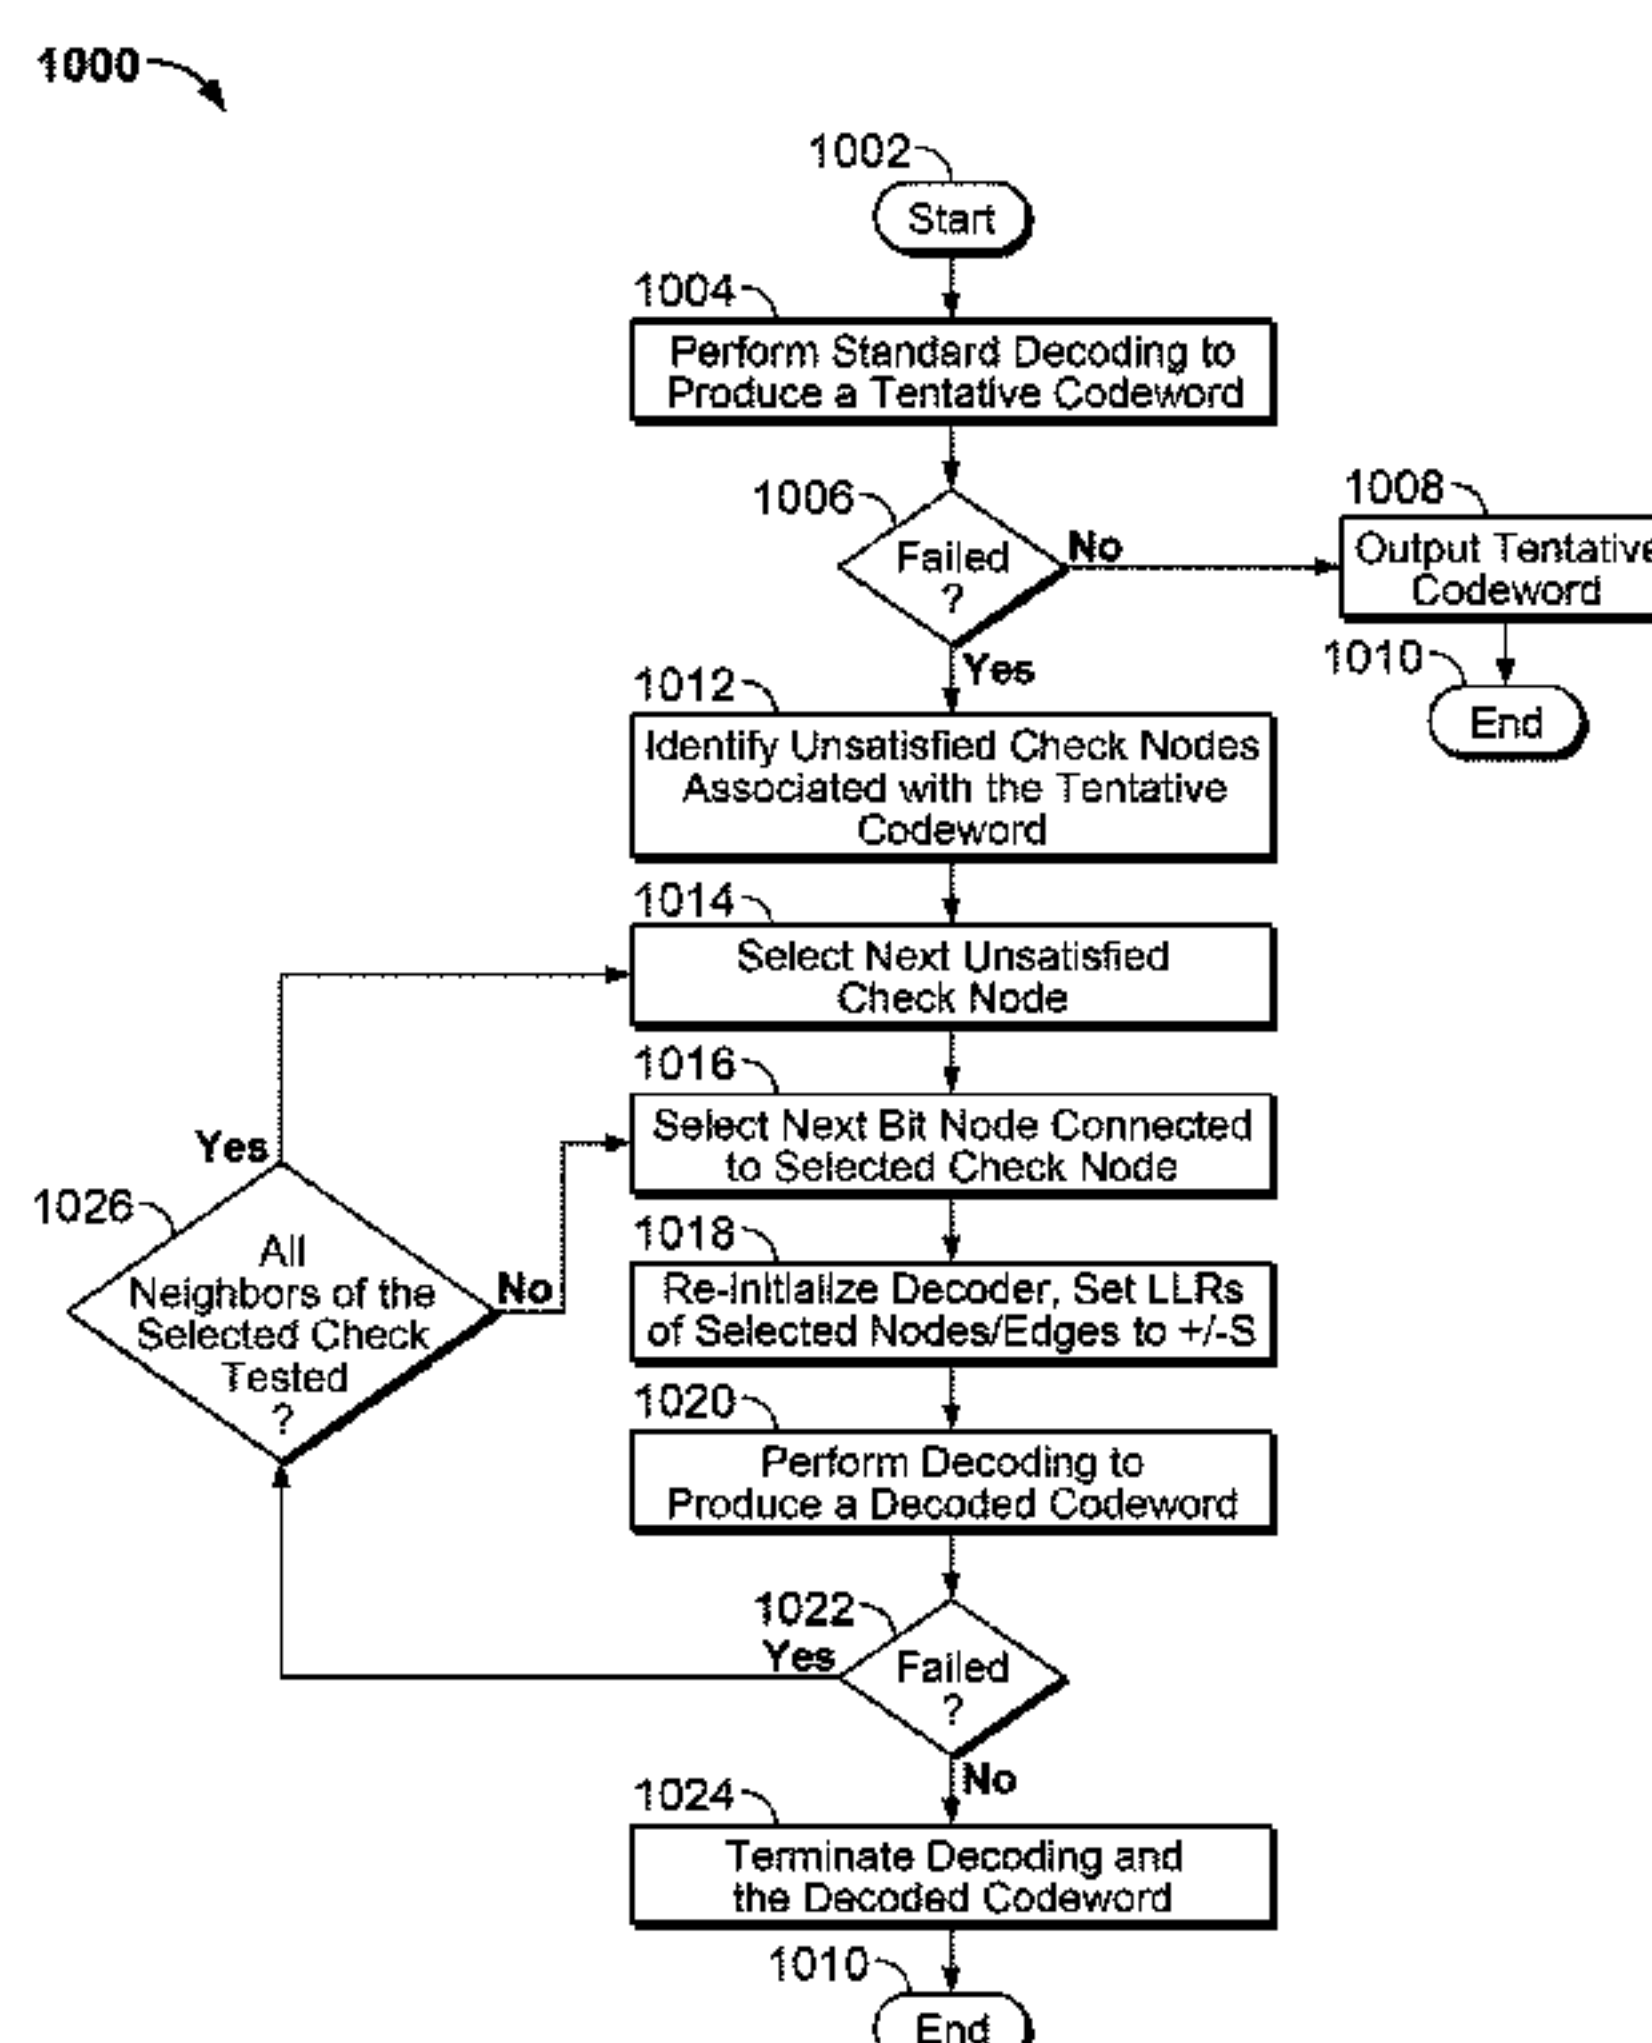 1000
1002
Start
1004
Perform Standard Decoding to
Produce a Tentative Codeword
1006
Failed
?
No
1008
Output Tentative
Codeword
1010
End
Yes
1012
Identify Unsatisfied Check Nodes
Associated with the Tentative
Codeword
1014
Select Next Unsatisfied
Check Node
1016
Select Next Bit Node Connected
to Selected Check Node
Yes
1026
All
Neighbors of the
Selected Check
Tested
?
No
1018
Re-Initialize Decoder, Set LLRs
of Selected Nodes/Edges to +/-S
1020
Perform Decoding to
Produce a Decoded Codeword
1022
Yes
Failed
?
No
1024
Terminate Decoding and
the Decoded Codeword
1010
End